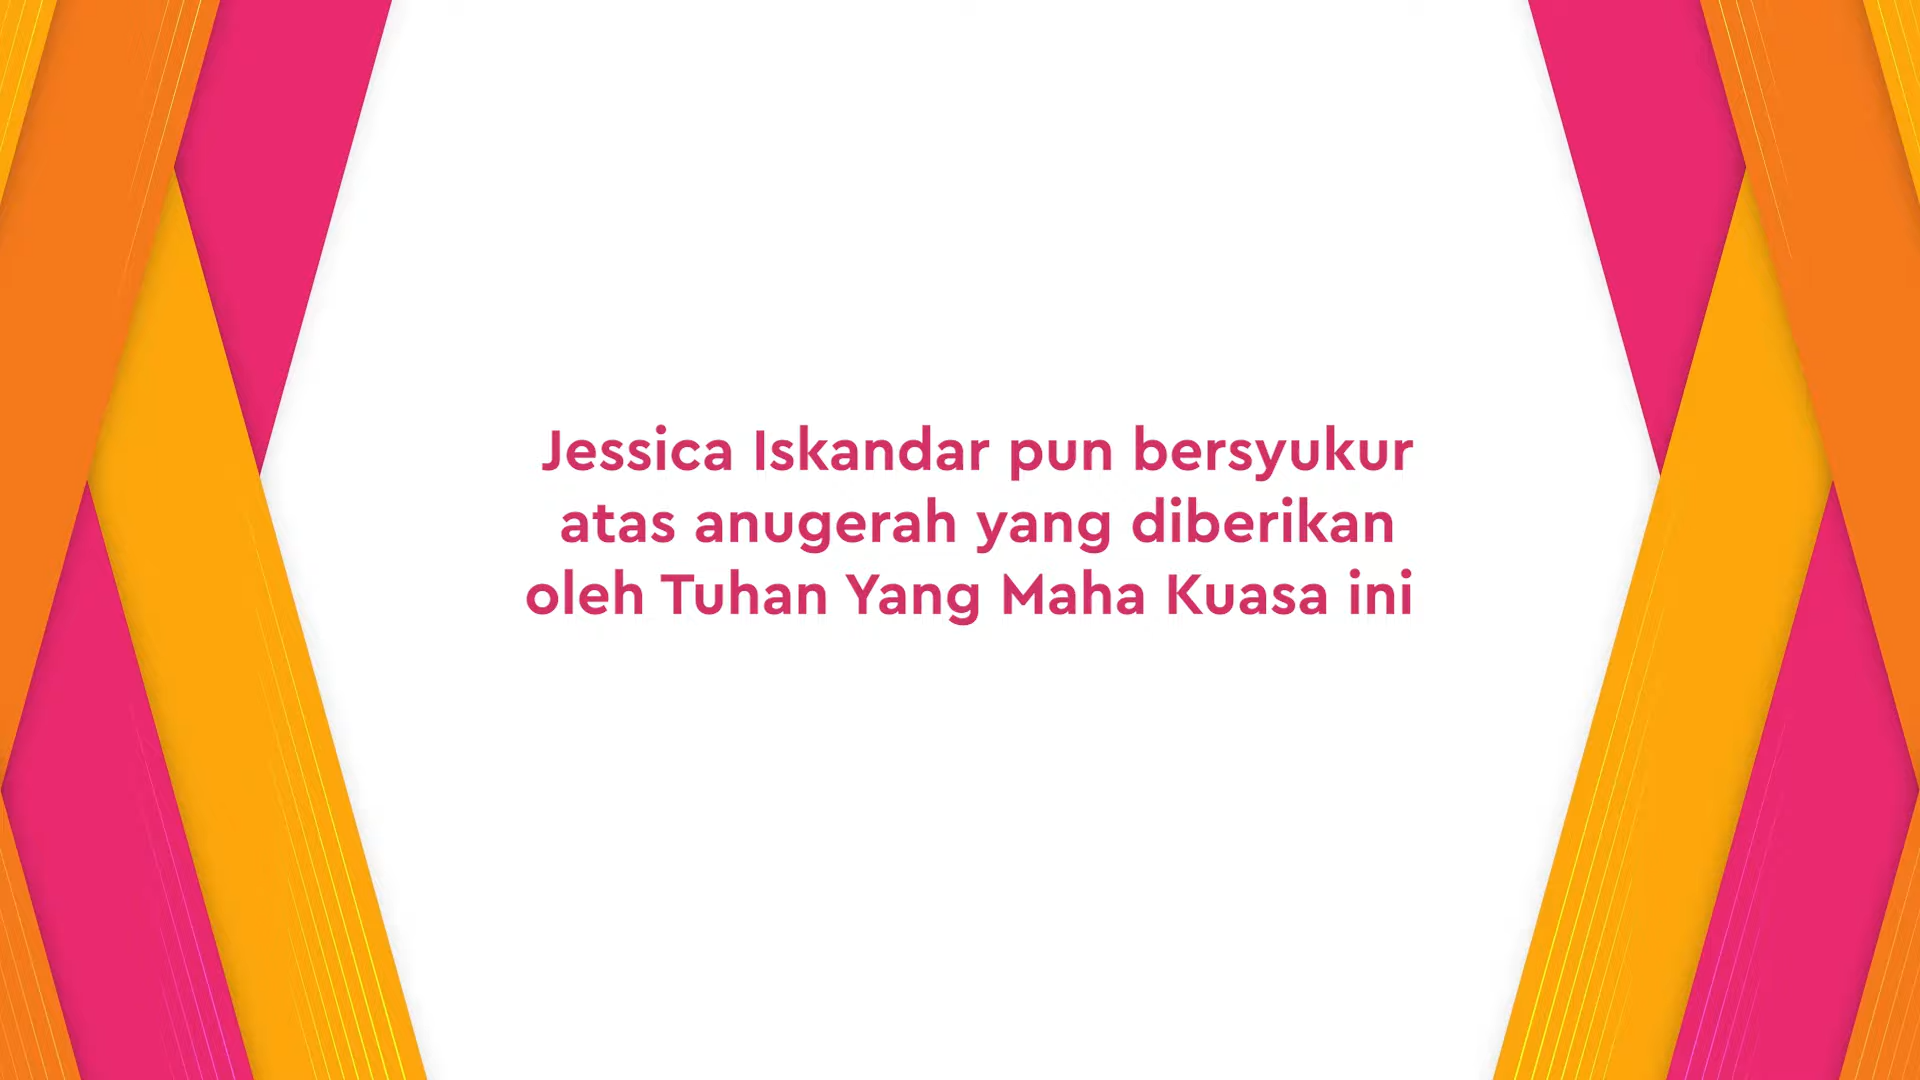 Jessica Iskandar pun bersyukur
atas anugerah yang diberikan
oleh Tuhan Yang Maha Kuasa ini